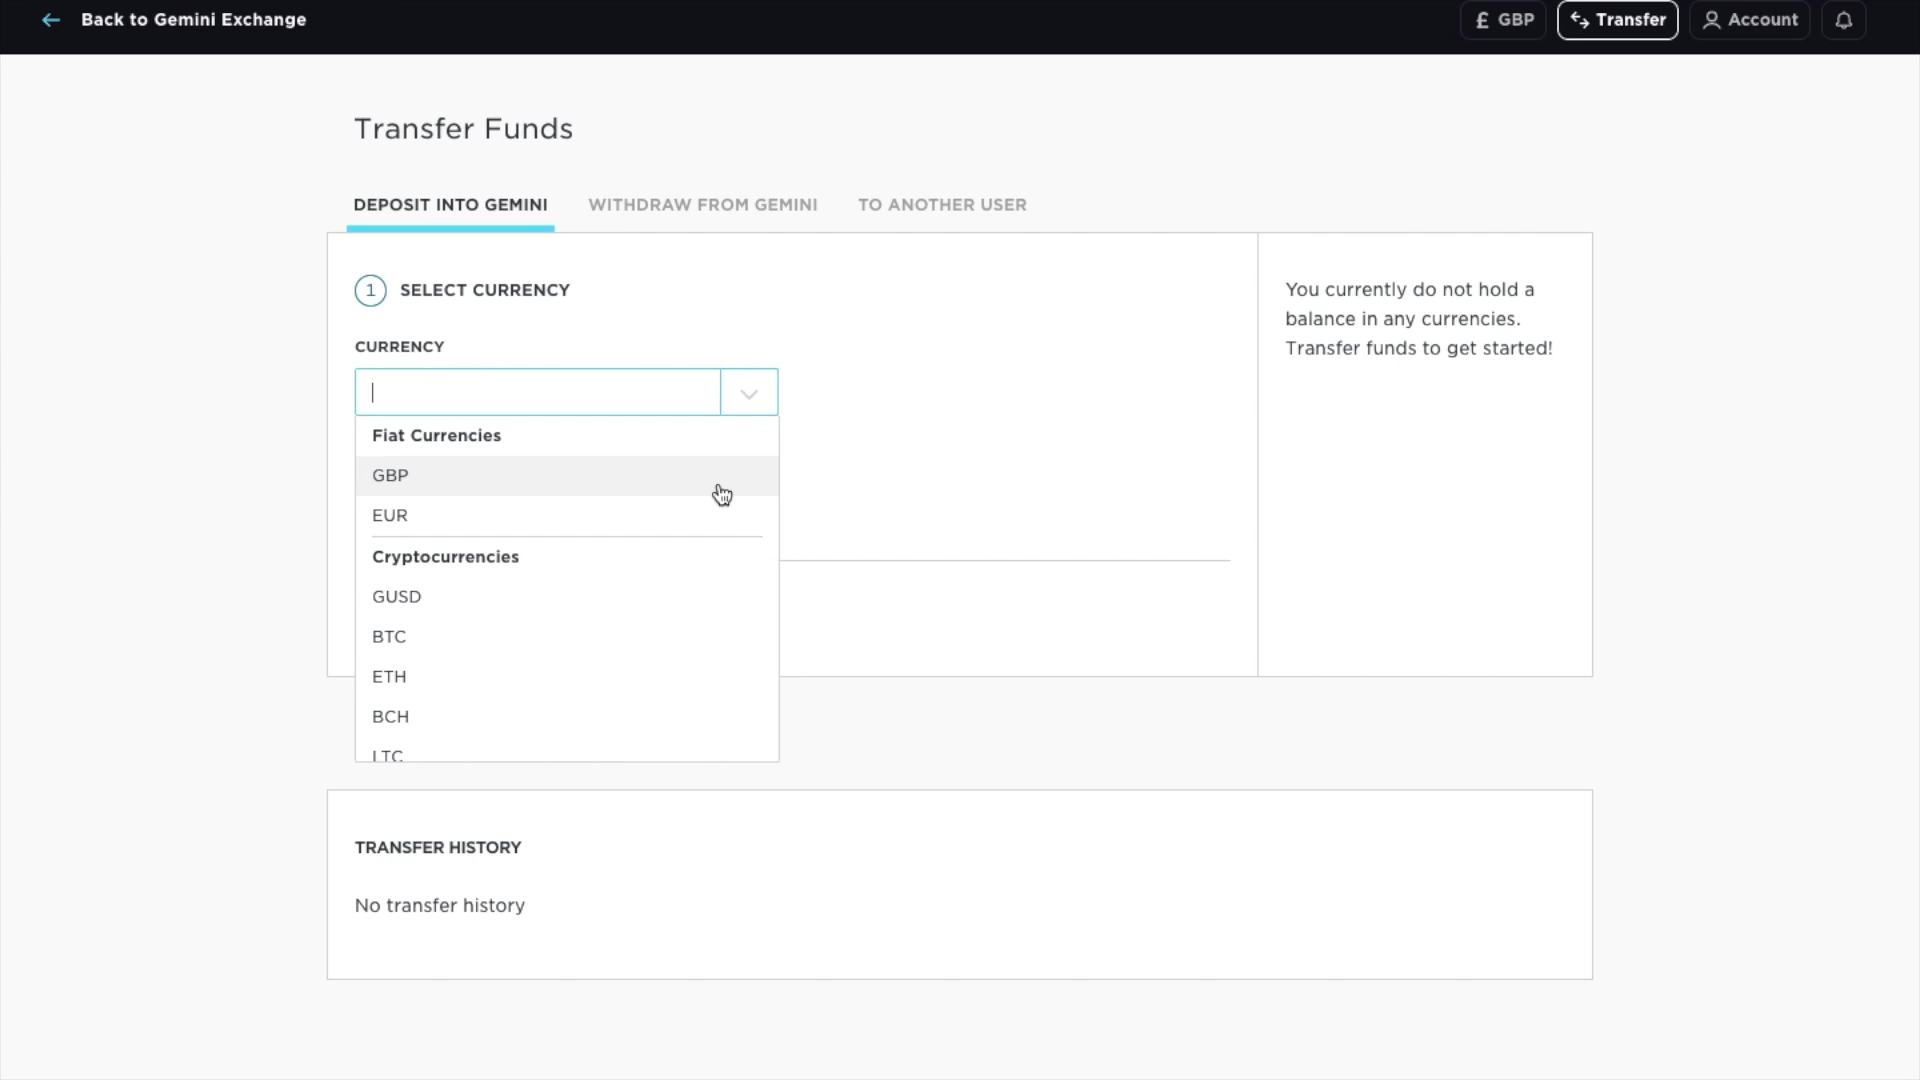 Back to Gemini Exchange
£ GBP
Transfer
Account
Transfer Funds
DEPOSIT INTO GEMINI
WITHDRAW FROM GEMINI
TO ANOTHER USER
1 SELECT CURRENCY
CURRENCY
Fiat Currencies
GBP
EUR
Cryptocurrencies
GUSD
BTC
ETH
BCH
LTC
You currently do not hold a
balance in any currencies.
Transfer funds to get started!
TRANSFER HISTORY
No transfer history